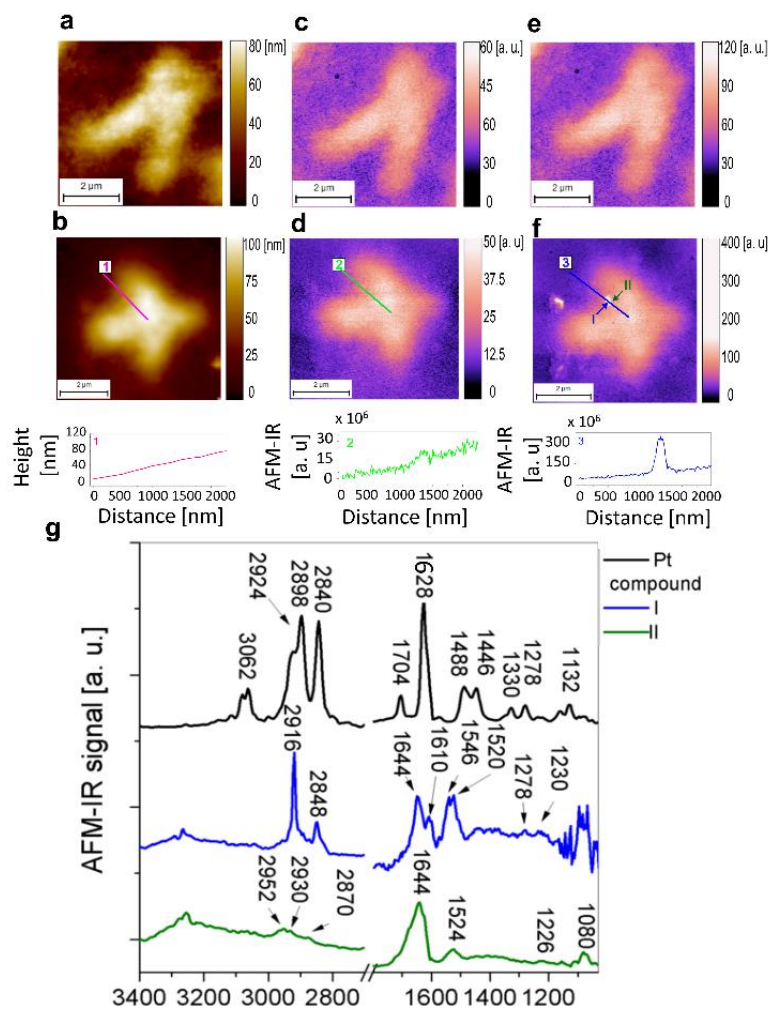 a
80 [nm]
60
40
20
0
2 µm
c
60 [a. u.]
45
60
30
0
2 µm
e
120 [a. u.]
90
60
30
0
2 µm
b
1
100 [nm]
75
50
25
0
2 µm
d
2
50 [a. u]
37.5
25
12.5
0
2 µm
f
3
II
I
400 [a. u]
300
200
100
0
2 µm
Height
[nm]
120
80
40
0
1
0 500 1000 1500 2000
Distance [nm]
x 10⁶
AFM-IR
[a. u]
30
15
0
2
0 500 1000 1500 2000
Distance [nm]
x 10⁶
AFM-IR
[a. u]
300
150
0
3
0 500 1000 1500 2000
Distance [nm]
g
AFM-IR signal [a. u.]
Pt
compound
I
II
3062
2924
2898
2840
1704
1628
1488
1446
1330
1278
1132
2916
2848
1644
1610
1546
1520
1278
1230
2952
2930
2870
1644
1524
1226
1080
3400 3200 3000 2800 1600 1400 1200